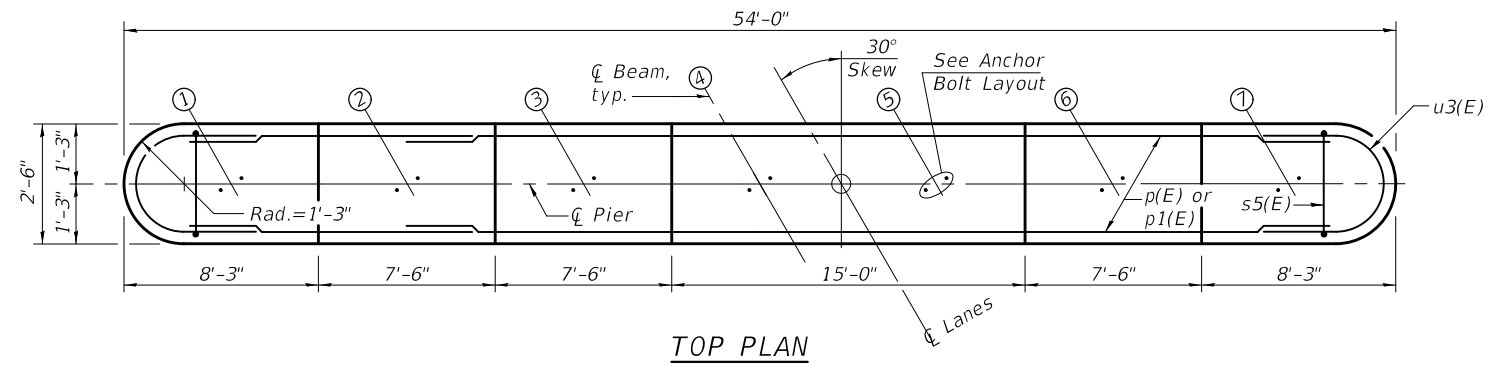 54'-0"
30°
Skew
℄ Beam,
typ.
See Anchor
Bolt Layout
1
2
3
4
5
6
7
u3(E)
2'-6"
1'-3"
1'-3"
Rad.=1'-3"
℄ Pier
p(E) or
p1(E)
s5(E)
8'-3"
7'-6"
7'-6"
15'-0"
7'-6"
8'-3"
℄ Lanes
TOP PLAN